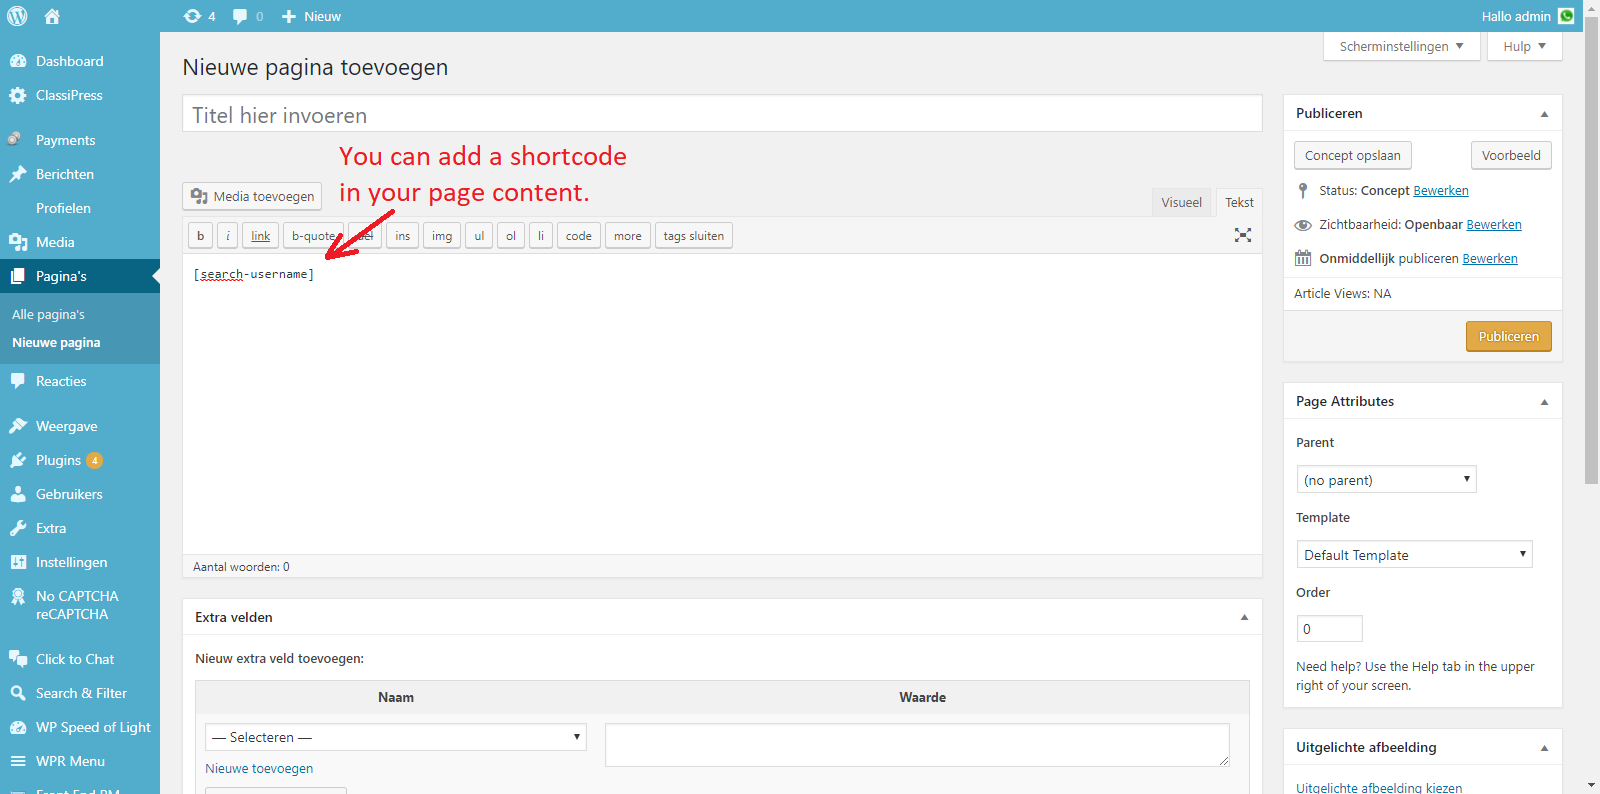 4
0
Nieuw
Hallo admin
Dashboard
ClassiPress
Payments
Berichten
Profielen
Media
Pagina's
Alle pagina's
Nieuwe pagina
Reacties
Weergave
Plugins 4
Gebruikers
Extra
Instellingen
No CAPTCHA
reCAPTCHA
Click to Chat
Search & Filter
WP Speed of Light
WPR Menu
Front End PM
Scherminstellingen
Hulp
Nieuwe pagina toevoegen
Titel hier invoeren
You can add a shortcode
in your page content.
Media toevoegen
Visueel
Tekst
b
i
link
b-quote
del
ins
img
ul
ol
li
code
more
tags sluiten
[search-username]
Aantal woorden: 0
Extra velden
Nieuw extra veld toevoegen:
Naam
Waarde
— Selecteren —
Nieuwe toevoegen
Publiceren
Concept opslaan
Voorbeeld
Status: Concept Bewerken
Zichtbaarheid: Openbaar Bewerken
Onmiddellijk publiceren Bewerken
Article Views: NA
Publiceren
Page Attributes
Parent
(no parent)
Template
Default Template
Order
0
Need help? Use the Help tab in the upper
right of your screen.
Uitgelichte afbeelding
Uitgelichte afbeelding kiezen